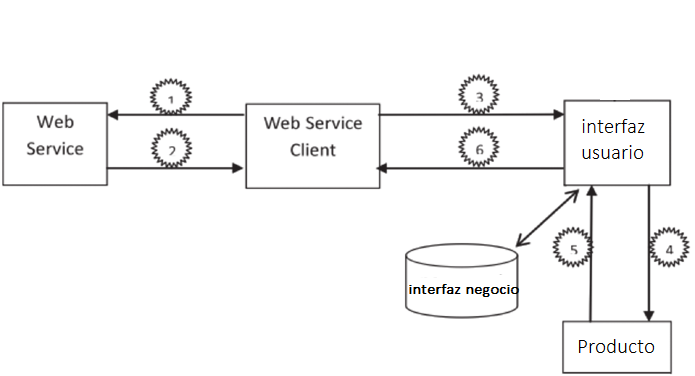 1
3
Web
Service
Web Service
Client
interfaz
usuario
2
6
interfaz negocio
5
4
Producto